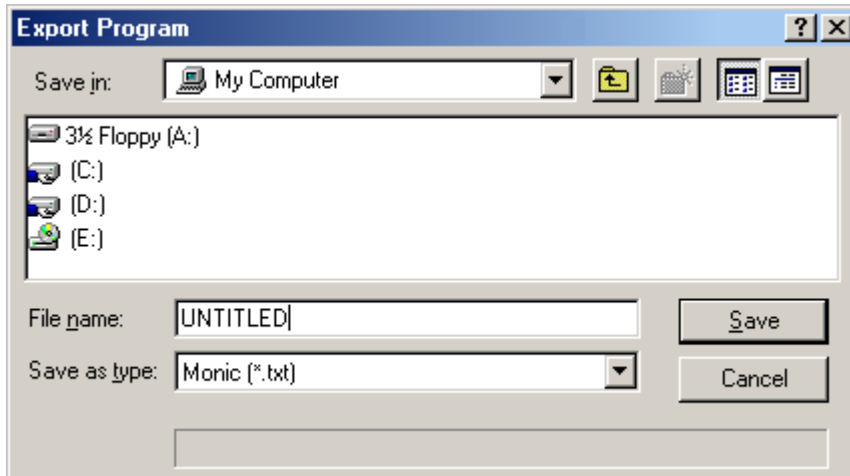 Export Program
Save in: My Computer
3½ Floppy (A:)
(C:)
(D:)
(E:)
File name: UNTITLED Save
Save as type: Monic (*.txt) Cancel